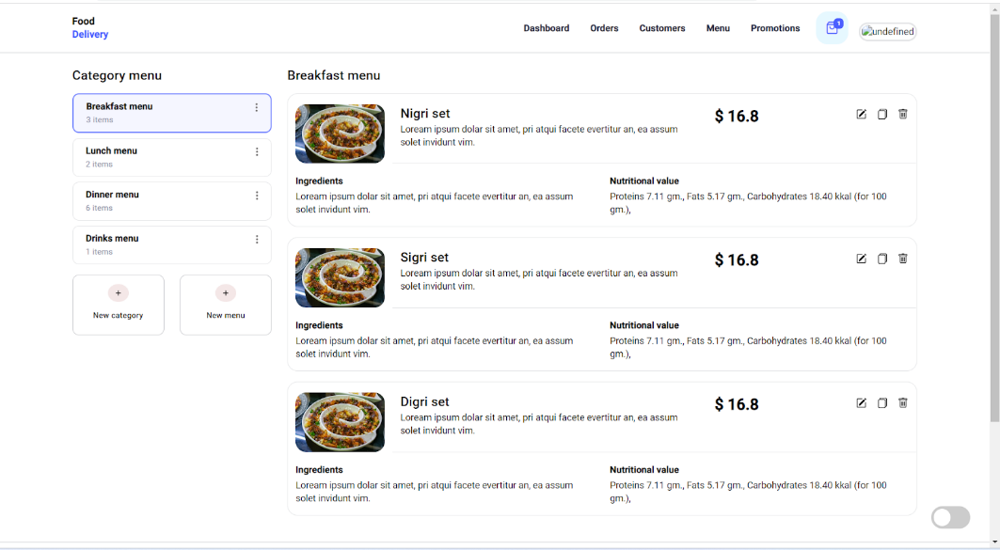 Food
Delivery
Dashboard
Orders
Customers
Menu
Promotions
1
undefined
Category menu
Breakfast menu
3 items
Lunch menu
2 items
Dinner menu
6 items
Drinks menu
1 items
+
New category
+
New menu
Breakfast menu
Nigri set
$ 16.8
Loream ipsum dolar sit amet, pri atqui facete evertitur an, ea assum
solet invidunt vim.
Ingredients
Loream ipsum dolar sit amet, pri atqui facete evertitur an, ea assum
solet invidunt vim.
Nutritional value
Proteins 7.11 gm., Fats 5.17 gm., Carbohydrates 18.40 kkal (for 100
gm.),
Sigri set
$ 16.8
Loream ipsum dolar sit amet, pri atqui facete evertitur an, ea assum
solet invidunt vim.
Ingredients
Loream ipsum dolar sit amet, pri atqui facete evertitur an, ea assum
solet invidunt vim.
Nutritional value
Proteins 7.11 gm., Fats 5.17 gm., Carbohydrates 18.40 kkal (for 100
gm.),
Digri set
$ 16.8
Loream ipsum dolar sit amet, pri atqui facete evertitur an, ea assum
solet invidunt vim.
Ingredients
Loream ipsum dolar sit amet, pri atqui facete evertitur an, ea assum
solet invidunt vim.
Nutritional value
Proteins 7.11 gm., Fats 5.17 gm., Carbohydrates 18.40 kkal (for 100
gm.),